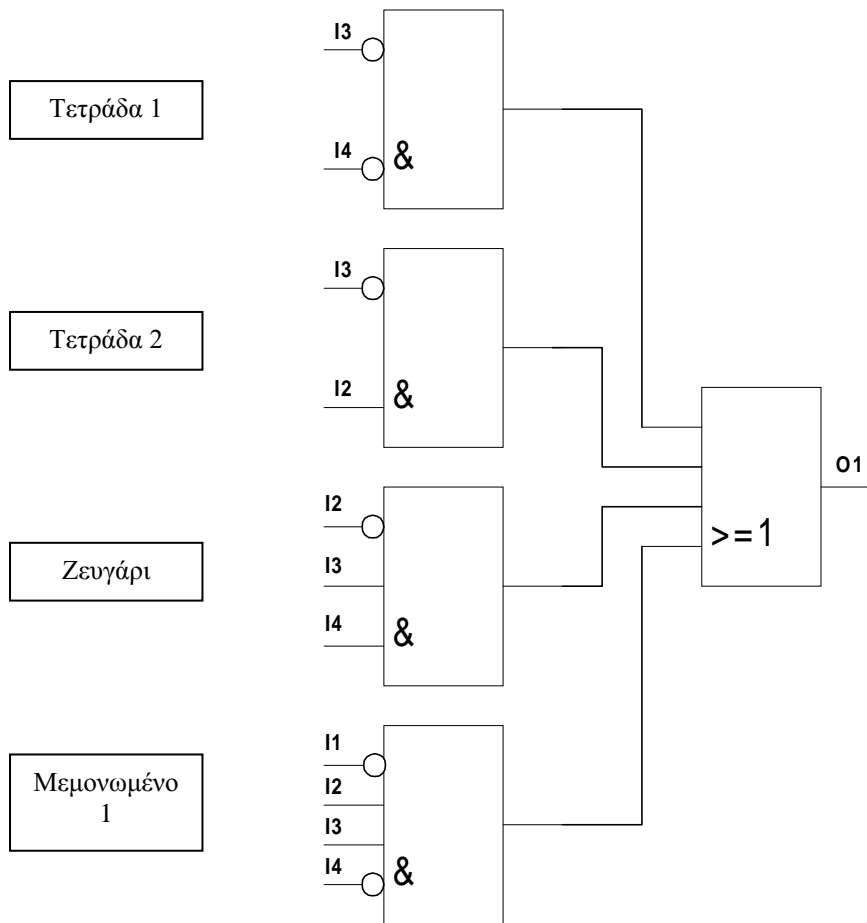 I3
Τετράδα 1
I4
&
I3
Τετράδα 2
I2
&
O1
I2
>=1
Ζευγάρι
I3
I4
&
I1
Μεμονωμένο
1
I2
I3
I4
&